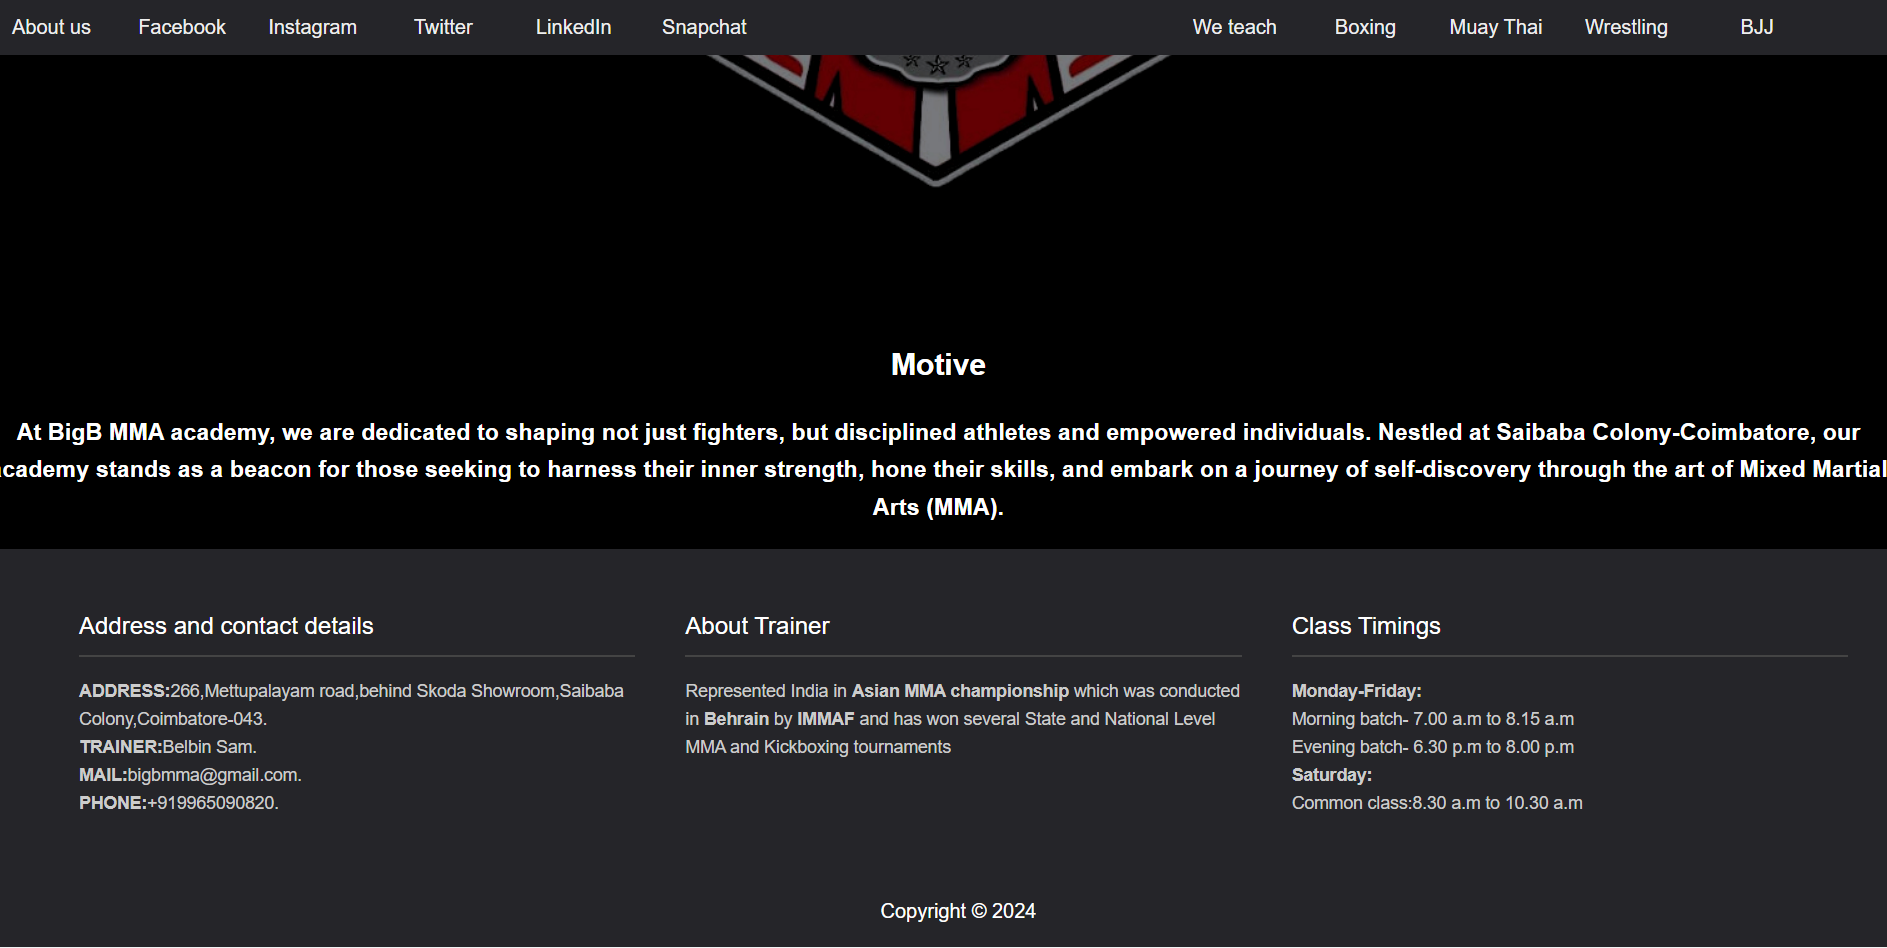 About us Facebook Instagram Twitter LinkedIn Snapchat We teach Boxing Muay Thai Wrestling BJJ
Motive
At BigB MMA academy, we are dedicated to shaping not just fighters, but disciplined athletes and empowered individuals. Nestled at Saibaba Colony-Coimbatore, our
academy stands as a beacon for those seeking to harness their inner strength, hone their skills, and embark on a journey of self-discovery through the art of Mixed Martial
Arts (MMA).
Address and contact details
ADDRESS:266,Mettupalayam road,behind Skoda Showroom,Saibaba
Colony,Coimbatore-043.
TRAINER:Belbin Sam.
MAIL:bigbmma@gmail.com.
PHONE:+919965090820.
About Trainer
Represented India in Asian MMA championship which was conducted
in Behrain by IMMAF and has won several State and National Level
MMA and Kickboxing tournaments
Class Timings
Monday-Friday:
Morning batch- 7.00 a.m to 8.15 a.m
Evening batch- 6.30 p.m to 8.00 p.m
Saturday:
Common class:8.30 a.m to 10.30 a.m
Copyright © 2024